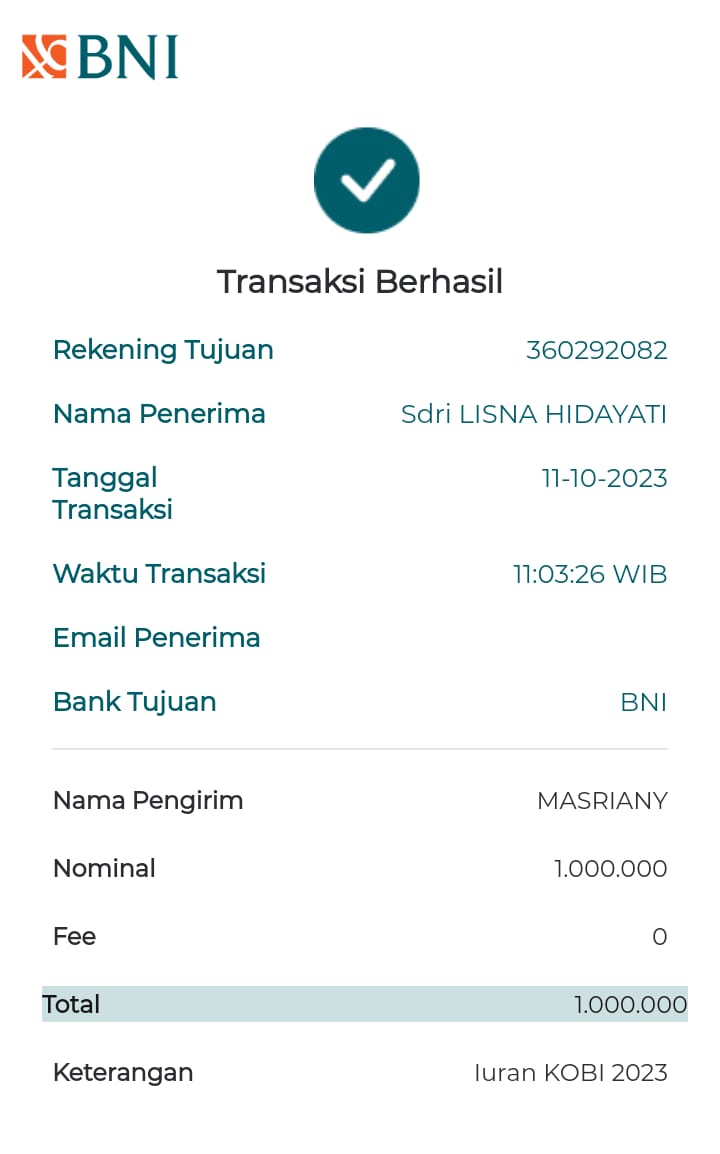 BNI
Transaksi Berhasil
Rekening Tujuan 360292082
Nama Penerima Sdri LISNA HIDAYATI
Tanggal Transaksi 11-10-2023
Waktu Transaksi 11:03:26 WIB
Email Penerima
Bank Tujuan BNI
Nama Pengirim MASRIANY
Nominal 1.000.000
Fee 0
Total 1.000.000
Keterangan Iuran KOBI 2023